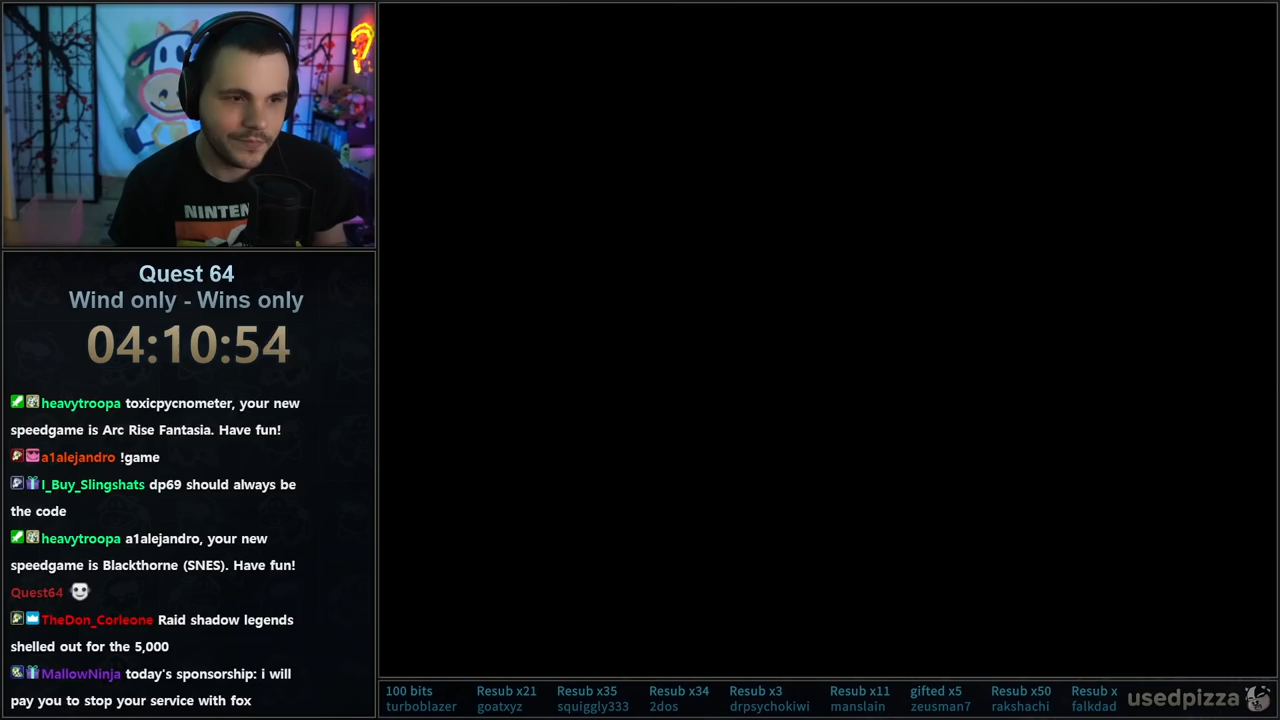 NINTEN
Quest 64
Wind only - Wins only
04:10:54
heavytroopa toxicpycnometer, your new
speedgame is Arc Rise Fantasia. Have fun!
a1alejandro !game
I_Buy_Slingshats dp69 should always be
the code
heavytroopa a1alejandro, your new
speedgame is Blackthorne (SNES). Have fun!
Quest64
TheDon_Corleone Raid shadow legends
shelled out for the 5,000
MallowNinja today's sponsorship: i will
pay you to stop your service with fox
100 bits Resub x21 Resub x35 Resub x34 Resub x3 Resub x11 gifted x5 Resub x50 Resub x
turboblazer goatxyz squiggly333 2dos drpsychokiwi manslain zeusman7 rakshachi falkdad
usedpizza